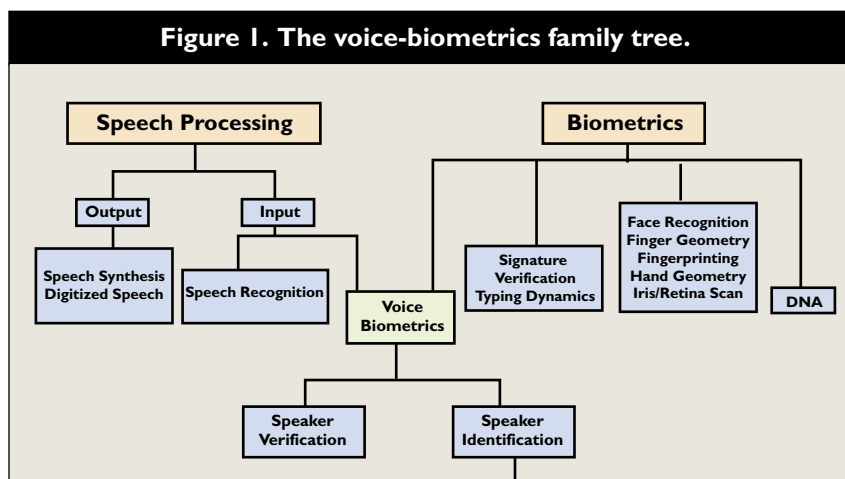 Figure 1. The voice-biometrics family tree.
Speech Processing
Biometrics
Output
Input
Speech Synthesis
Digitized Speech
Speech Recognition
Voice
Biometrics
Signature
Verification
Typing Dynamics
Face Recognition
Finger Geometry
Fingerprinting
Hand Geometry
Iris/Retina Scan
DNA
Speaker
Verification
Speaker
Identification